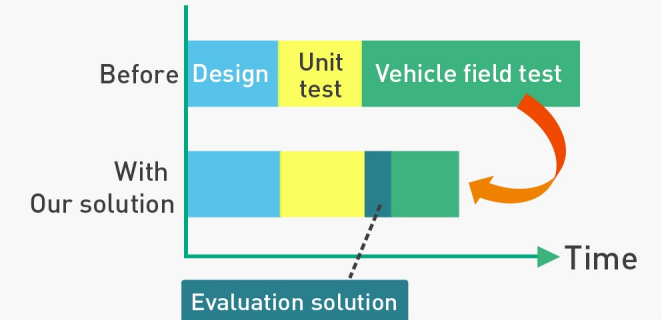 Before
Design
Unit
test
Vehicle field test
With
Our solution
Time
Evaluation solution